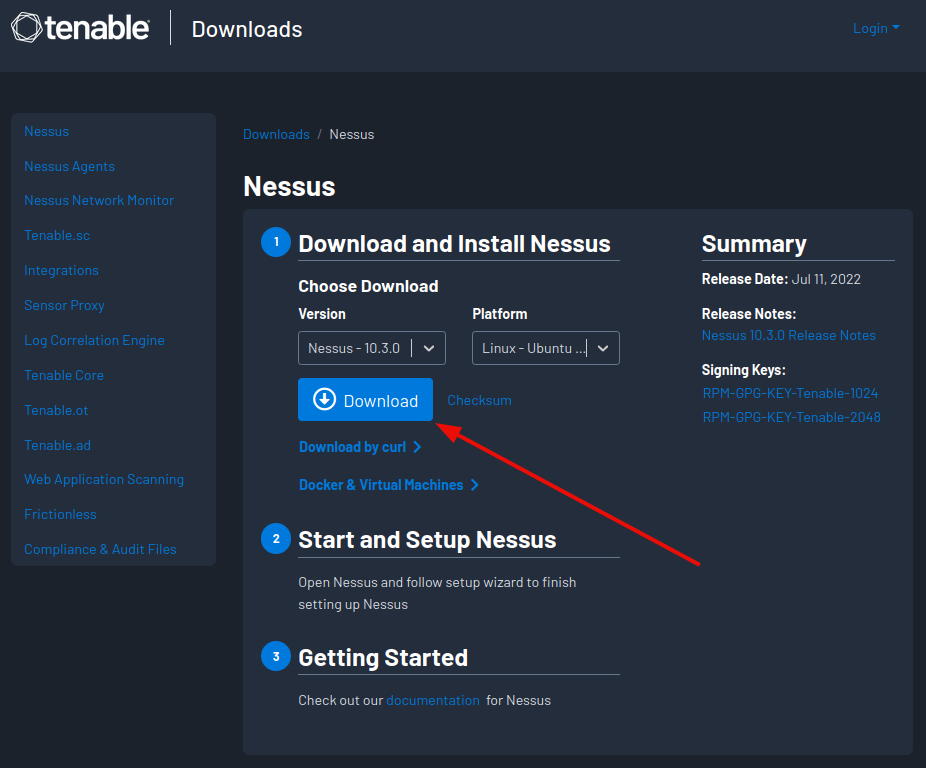 tenable
Downloads
Login
Nessus
Nessus Agents
Nessus Network Monitor
Tenable.sc
Integrations
Sensor Proxy
Log Correlation Engine
Tenable Core
Tenable.ot
Tenable.ad
Web Application Scanning
Frictionless
Compliance & Audit Files
Downloads / Nessus
Nessus
1 Download and Install Nessus
Choose Download
Version Platform
Nessus - 10.3.0 Linux - Ubuntu ...
Download Checksum
Download by curl
Docker & Virtual Machines
2 Start and Setup Nessus
Open Nessus and follow setup wizard to finish
setting up Nessus
3 Getting Started
Check out our documentation for Nessus
Summary
Release Date: Jul 11, 2022
Release Notes:
Nessus 10.3.0 Release Notes
Signing Keys:
RPM-GPG-KEY-Tenable-1024
RPM-GPG-KEY-Tenable-2048